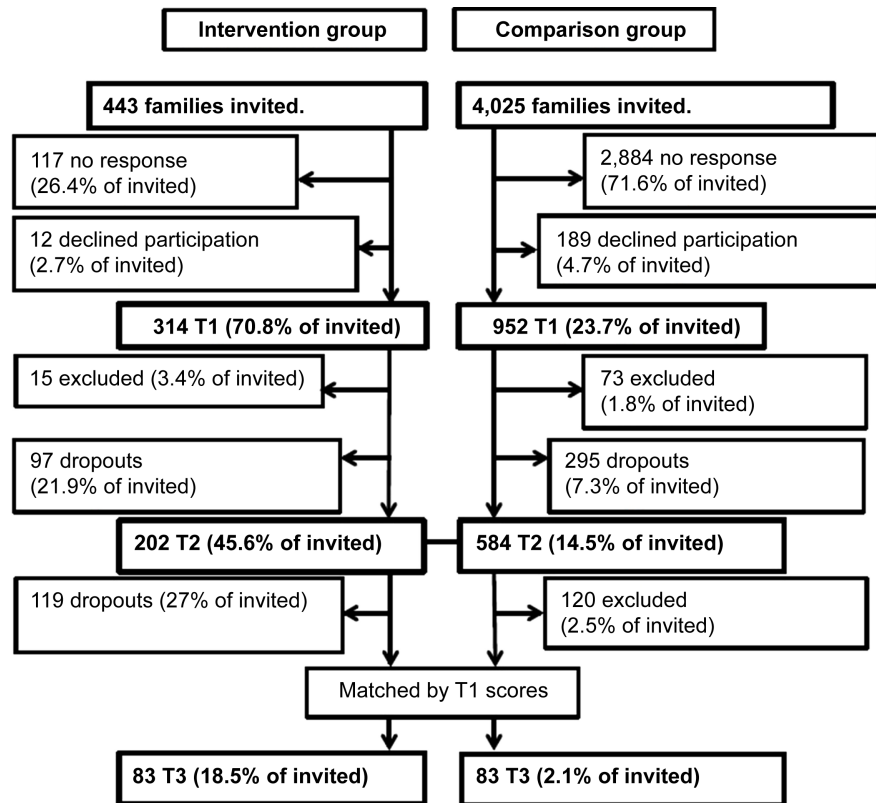 Intervention group
Comparison group
443 families invited.
4,025 families invited.
117 no response
(26.4% of invited)
2,884 no response
(71.6% of invited)
12 declined participation
(2.7% of invited)
189 declined participation
(4.7% of invited)
314 T1 (70.8% of invited)
952 T1 (23.7% of invited)
15 excluded (3.4% of invited)
73 excluded
(1.8% of invited)
97 dropouts
(21.9% of invited)
295 dropouts
(7.3% of invited)
202 T2 (45.6% of invited)
584 T2 (14.5% of invited)
119 dropouts (27% of invited)
120 excluded
(2.5% of invited)
Matched by T1 scores
83 T3 (18.5% of invited)
83 T3 (2.1% of invited)